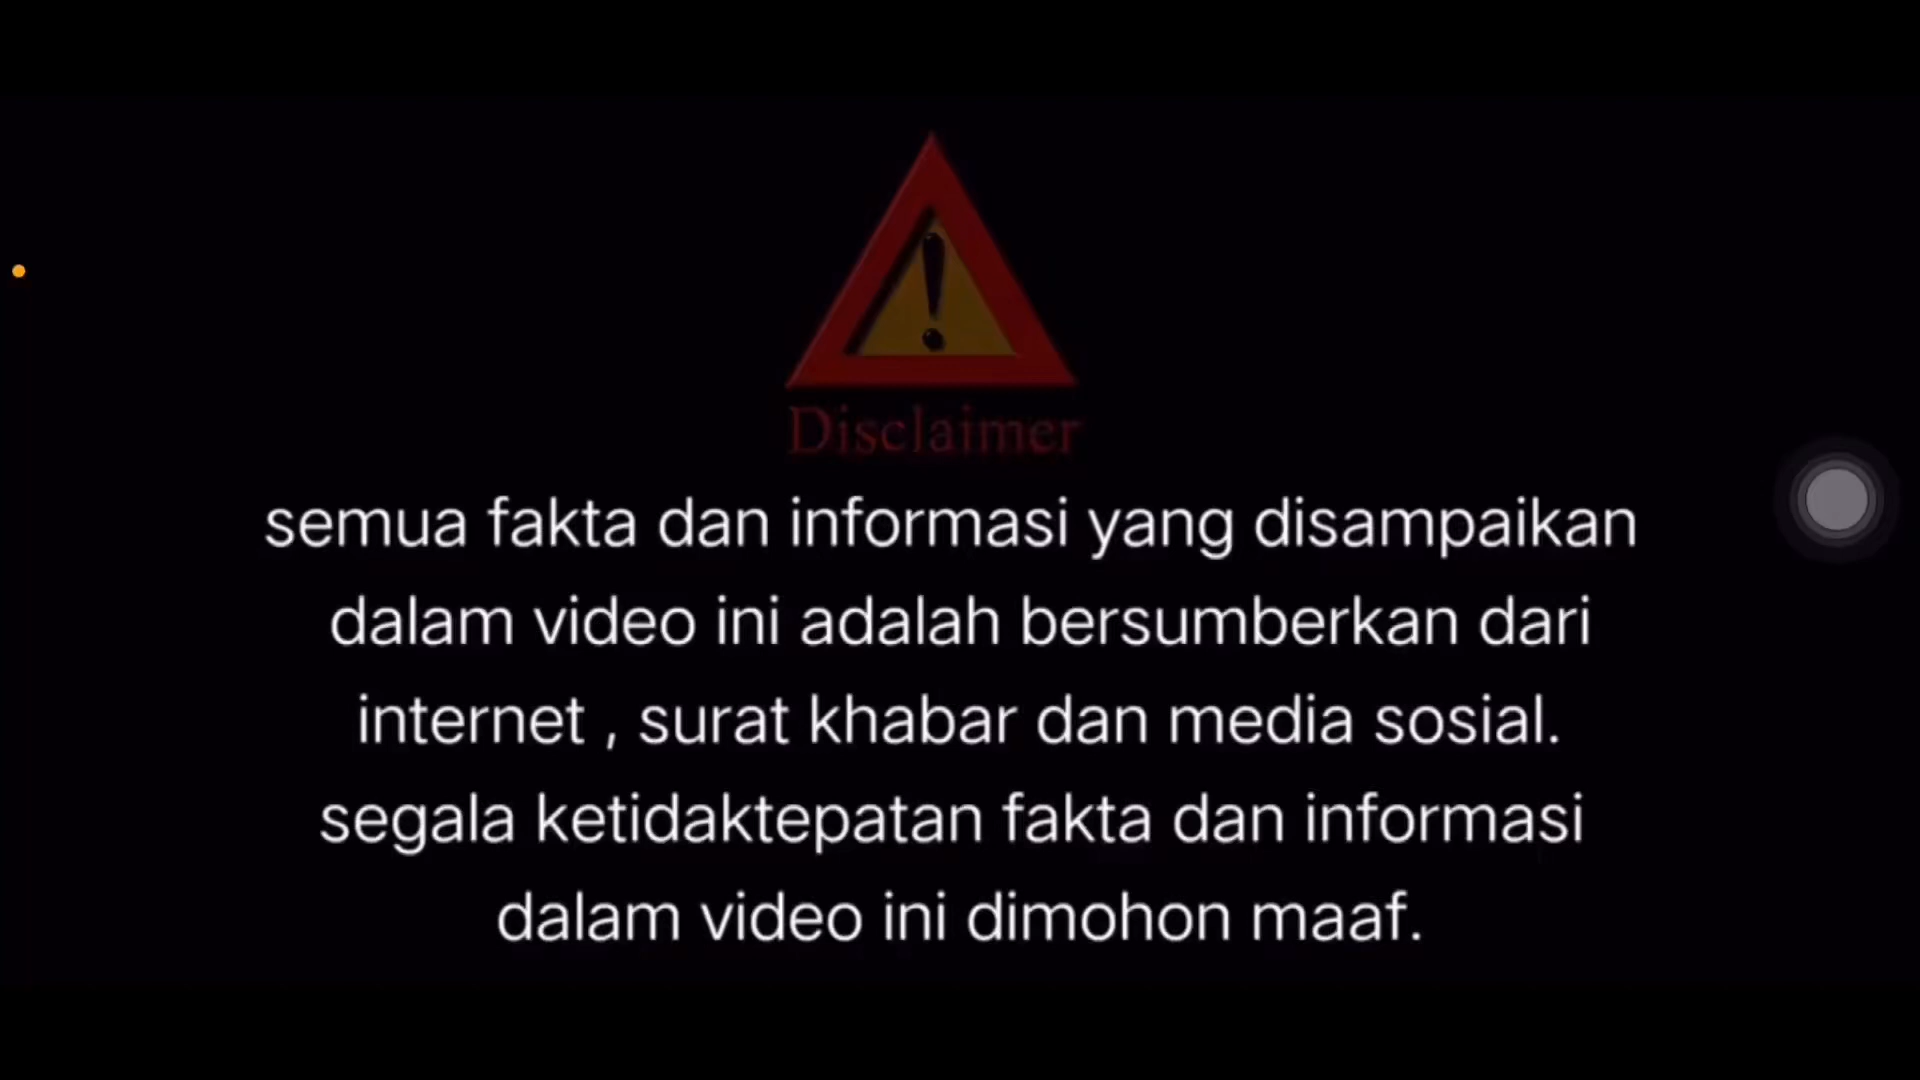 Disclaimer
semua fakta dan informasi yang disampaikan
dalam video ini adalah bersumberkan dari
internet , surat khabar dan media sosial.
segala ketidaktepatan fakta dan informasi
dalam video ini dimohon maaf.